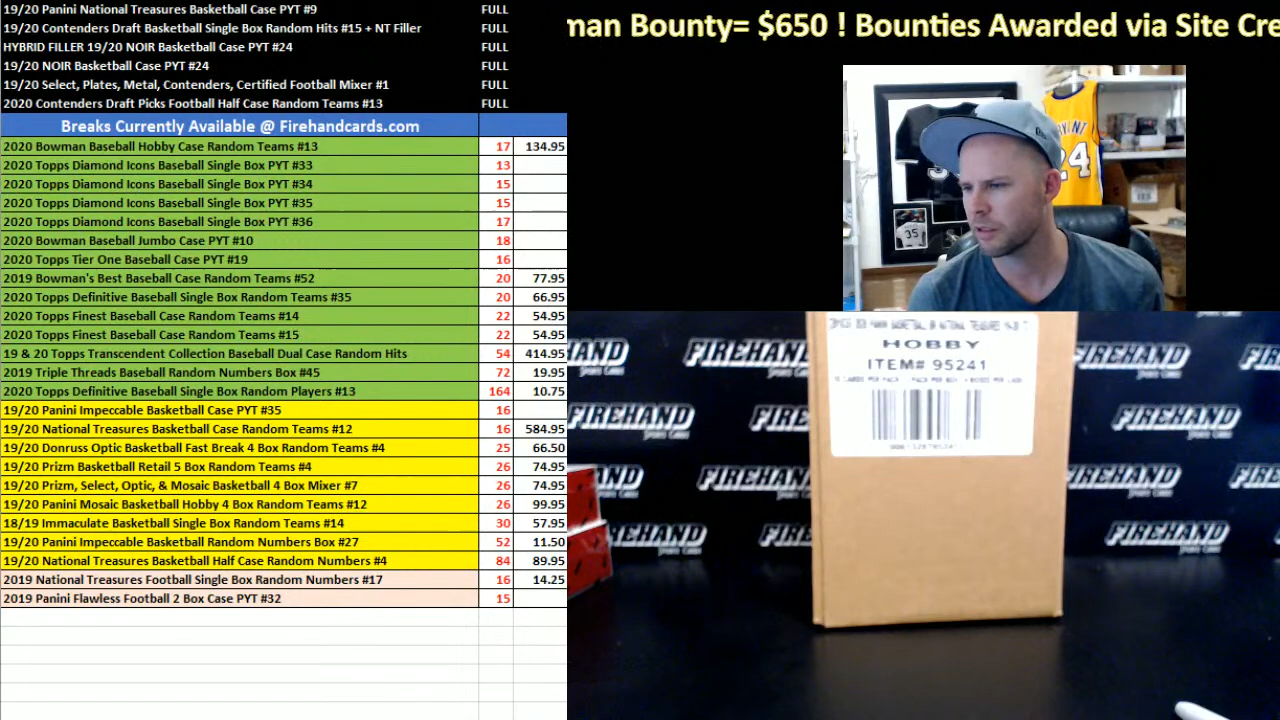 19/20 Panini National Treasures Basketball Case PYT #9 FULL
19/20 Contenders Draft Basketball Single Box Random Hits #15 + NT Filler FULL
HYBRID FILLER 19/20 NOIR Basketball Case PYT #24 FULL
19/20 NOIR Basketball Case PYT #24 FULL
19/20 Select, Plates, Metal, Contenders, Certified Football Mixer #1 FULL
2020 Contenders Draft Picks Football Half Case Random Teams #13 FULL
Breaks Currently Available @ Firehandcards.com
2020 Bowman Baseball Hobby Case Random Teams #13 17 134.95
2020 Topps Diamond Icons Baseball Single Box PYT #33 13
2020 Topps Diamond Icons Baseball Single Box PYT #34 15
2020 Topps Diamond Icons Baseball Single Box PYT #35 15
2020 Topps Diamond Icons Baseball Single Box PYT #36 17
2020 Bowman Baseball Jumbo Case PYT #10 18
2020 Topps Tier One Baseball Case PYT #19 16
2019 Bowman's Best Baseball Case Random Teams #52 20 77.95
2020 Topps Definitive Baseball Single Box Random Teams #35 20 66.95
2020 Topps Finest Baseball Case Random Teams #14 22 54.95
2020 Topps Finest Baseball Case Random Teams #15 22 54.95
19 & 20 Topps Transcendent Collection Baseball Dual Case Random Hits 54 414.95
2019 Triple Threads Baseball Random Numbers Box #45 72 19.95
2020 Topps Definitive Baseball Single Box Random Players #13 164 10.75
19/20 Panini Impeccable Basketball Case PYT #35 16
19/20 National Treasures Basketball Case Random Teams #12 16 584.95
19/20 Donruss Optic Basketball Fast Break 4 Box Random Teams #4 25 66.50
19/20 Prizm Basketball Retail 5 Box Random Teams #4 26 74.95
19/20 Prizm, Select, Optic, & Mosaic Basketball 4 Box Mixer #7 26 74.95
19/20 Panini Mosaic Basketball Hobby 4 Box Random Teams #12 26 99.95
18/19 Immaculate Basketball Single Box Random Teams #14 30 57.95
19/20 Panini Impeccable Basketball Random Numbers Box #27 52 11.50
19/20 National Treasures Basketball Half Case Random Numbers #4 84 89.95
2019 National Treasures Football Single Box Random Numbers #17 16 14.25
2019 Panini Flawless Football 2 Box Case PYT #32 15
man Bounty= $650 ! Bounties Awarded via Site Cre
24
35
HOBBY
ITEM# 95241
FIREHAND
FIREHAND
FIREHAND
FIREHAND
FIREHAND
FIREHAND
FIREHAND